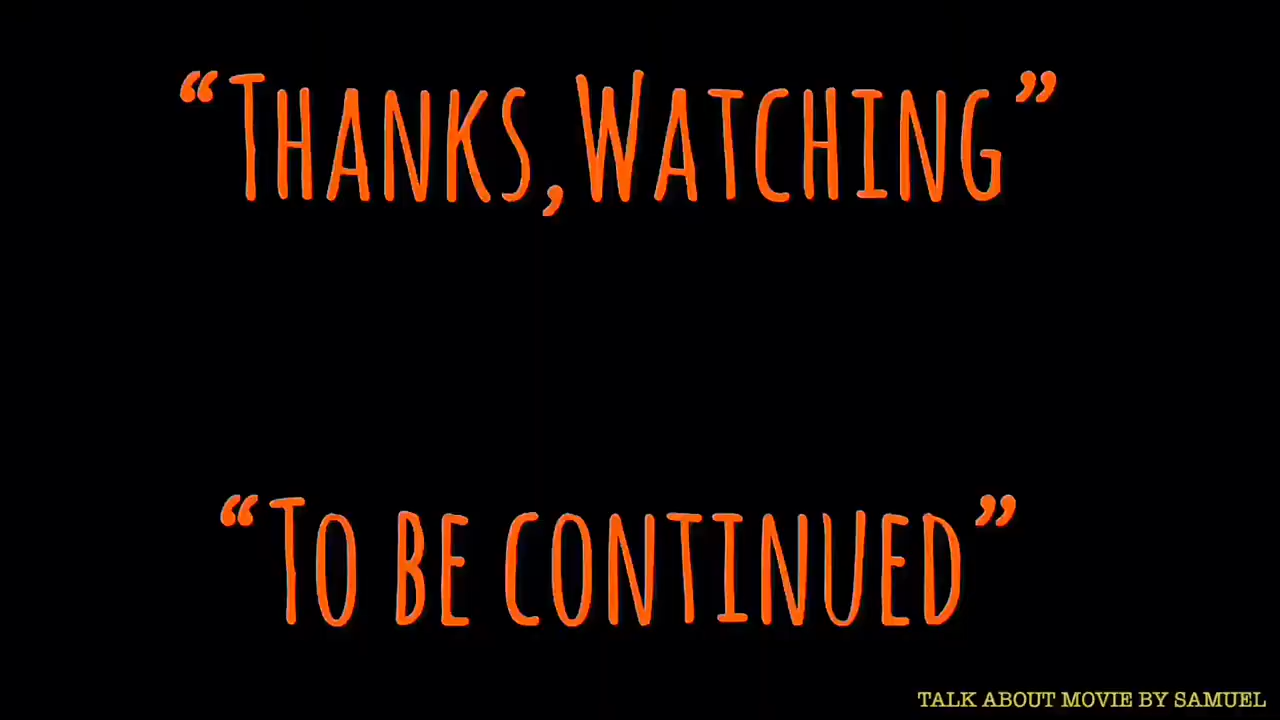 “THANKS,WATCHING”
“TO BE CONTINUED”
TALK ABOUT MOVIE BY SAMUEL